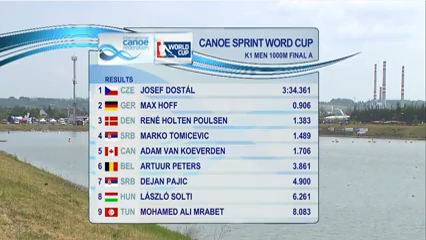 CANOE SPRINT WORD CUP
K1 MEN 1000M FINAL A
WORLD CUP
RESULTS
1 CZE JOSEF DOSTÁL 3:34.361
2 GER MAX HOFF 0.906
3 DEN RENÉ HOLTEN POULSEN 1.383
4 SRB MARKO TOMICEVIC 1.489
5 CAN ADAM VAN KOEVERDEN 1.706
6 BEL ARTUUR PETERS 3.861
7 SRB DEJAN PAJIC 4.900
8 HUN LÁSZLÓ SOLTI 6.261
9 TUN MOHAMED ALI MRABET 8.083